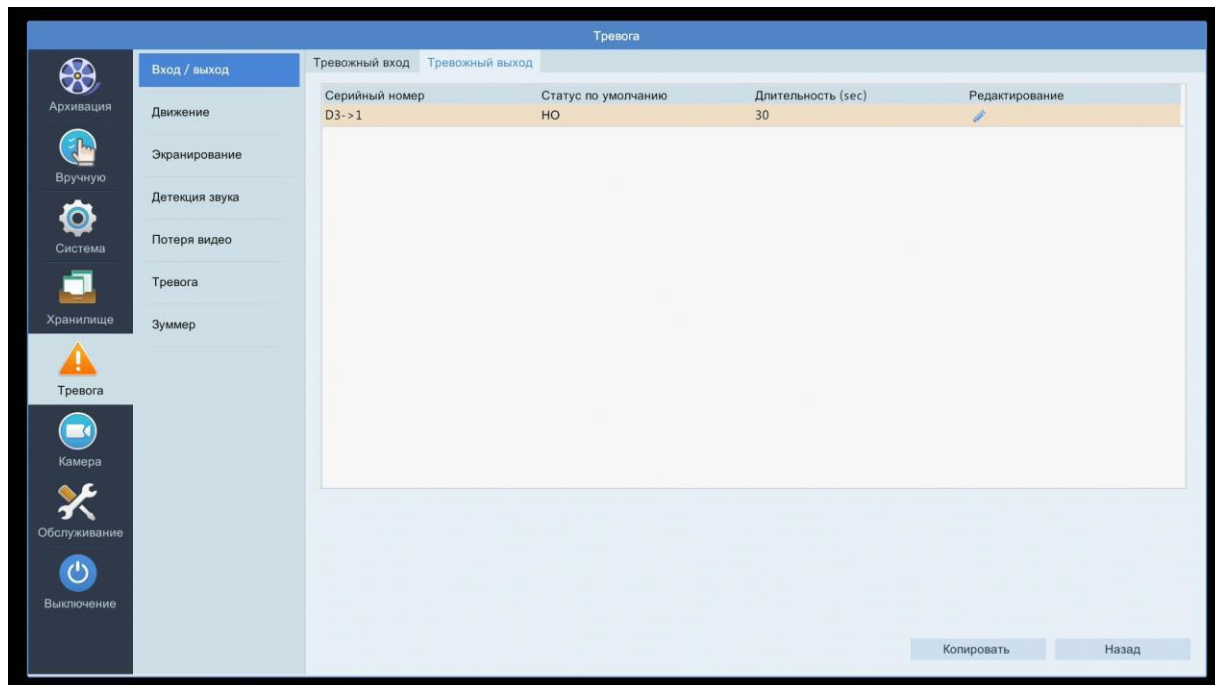 Тревога
Архивация
Вручную
Система
Хранилище
Тревога
Камера
Обслуживание
Выключение
Вход / выход
Движение
Экранирование
Детекция звука
Потеря видео
Тревога
Зуммер
Тревожный вход Тревожный выход
Серийный номер Статус по умолчанию Длительность (sec) Редактирование
D3->1 НО 30
Копировать Назад